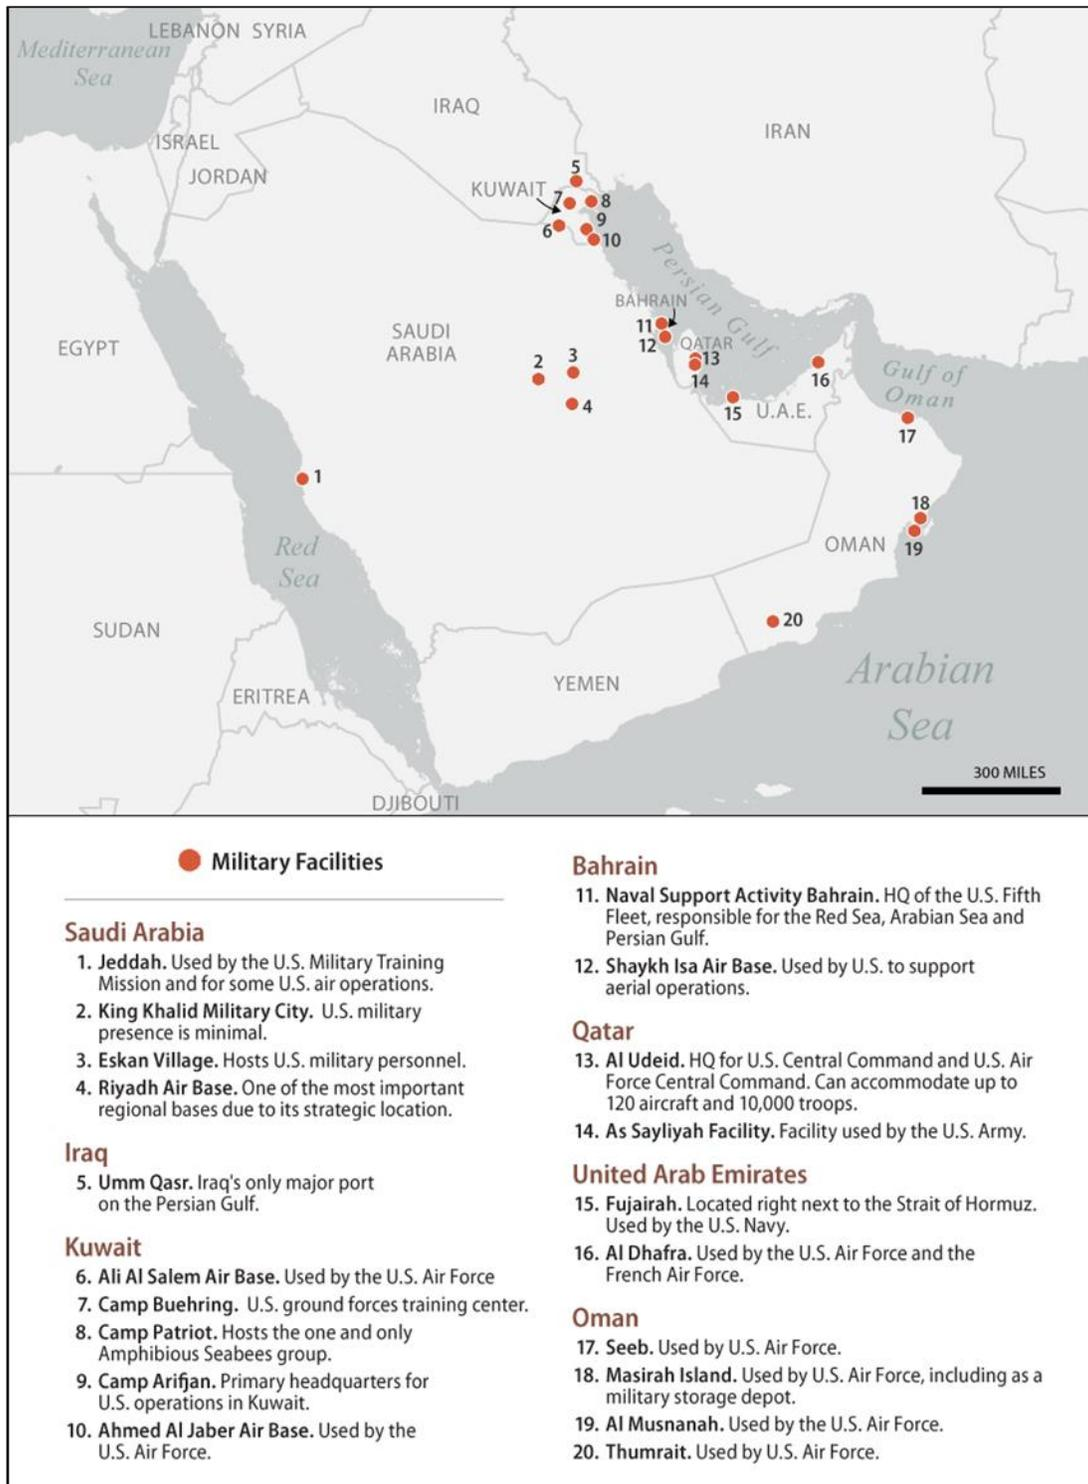 LEBANON SYRIA
Mediterranean
Sea
IRAQ
IRAN
ISRAEL
JORDAN
5
KUWAIT
7
8
6
9
10
Persian Gulf
BAHRAIN
11
12
QATAR
13
14
EGYPT
SAUDI
ARABIA
2
3
4
15
U.A.E.
16
Gulf of
Oman
17
1
18
OMAN
19
Red
Sea
20
SUDAN
ERITREA
YEMEN
Arabian
Sea
300 MILES
DJIBOUTI
Military Facilities
Saudi Arabia
1. Jeddah. Used by the U.S. Military Training
Mission and for some U.S. air operations.
2. King Khalid Military City. U.S. military
presence is minimal.
3. Eskan Village. Hosts U.S. military personnel.
4. Riyadh Air Base. One of the most important
regional bases due to its strategic location.
Iraq
5. Umm Qasr. Iraq's only major port
on the Persian Gulf.
Kuwait
6. Ali Al Salem Air Base. Used by the U.S. Air Force
7. Camp Buehring. U.S. ground forces training center.
8. Camp Patriot. Hosts the one and only
Amphibious Seabees group.
9. Camp Arifjan. Primary headquarters for
U.S. operations in Kuwait.
10. Ahmed Al Jaber Air Base. Used by the
U.S. Air Force.
Bahrain
11. Naval Support Activity Bahrain. HQ of the U.S. Fifth
Fleet, responsible for the Red Sea, Arabian Sea and
Persian Gulf.
12. Shaykh Isa Air Base. Used by U.S. to support
aerial operations.
Qatar
13. Al Udeid. HQ for U.S. Central Command and U.S. Air
Force Central Command. Can accommodate up to
120 aircraft and 10,000 troops.
14. As Sayliyah Facility. Facility used by the U.S. Army.
United Arab Emirates
15. Fujairah. Located right next to the Strait of Hormuz.
Used by the U.S. Navy.
16. Al Dhafra. Used by the U.S. Air Force and the
French Air Force.
Oman
17. Seeb. Used by U.S. Air Force.
18. Masirah Island. Used by U.S. Air Force, including as a
military storage depot.
19. Al Musnanah. Used by the U.S. Air Force.
20. Thumrait. Used by U.S. Air Force.